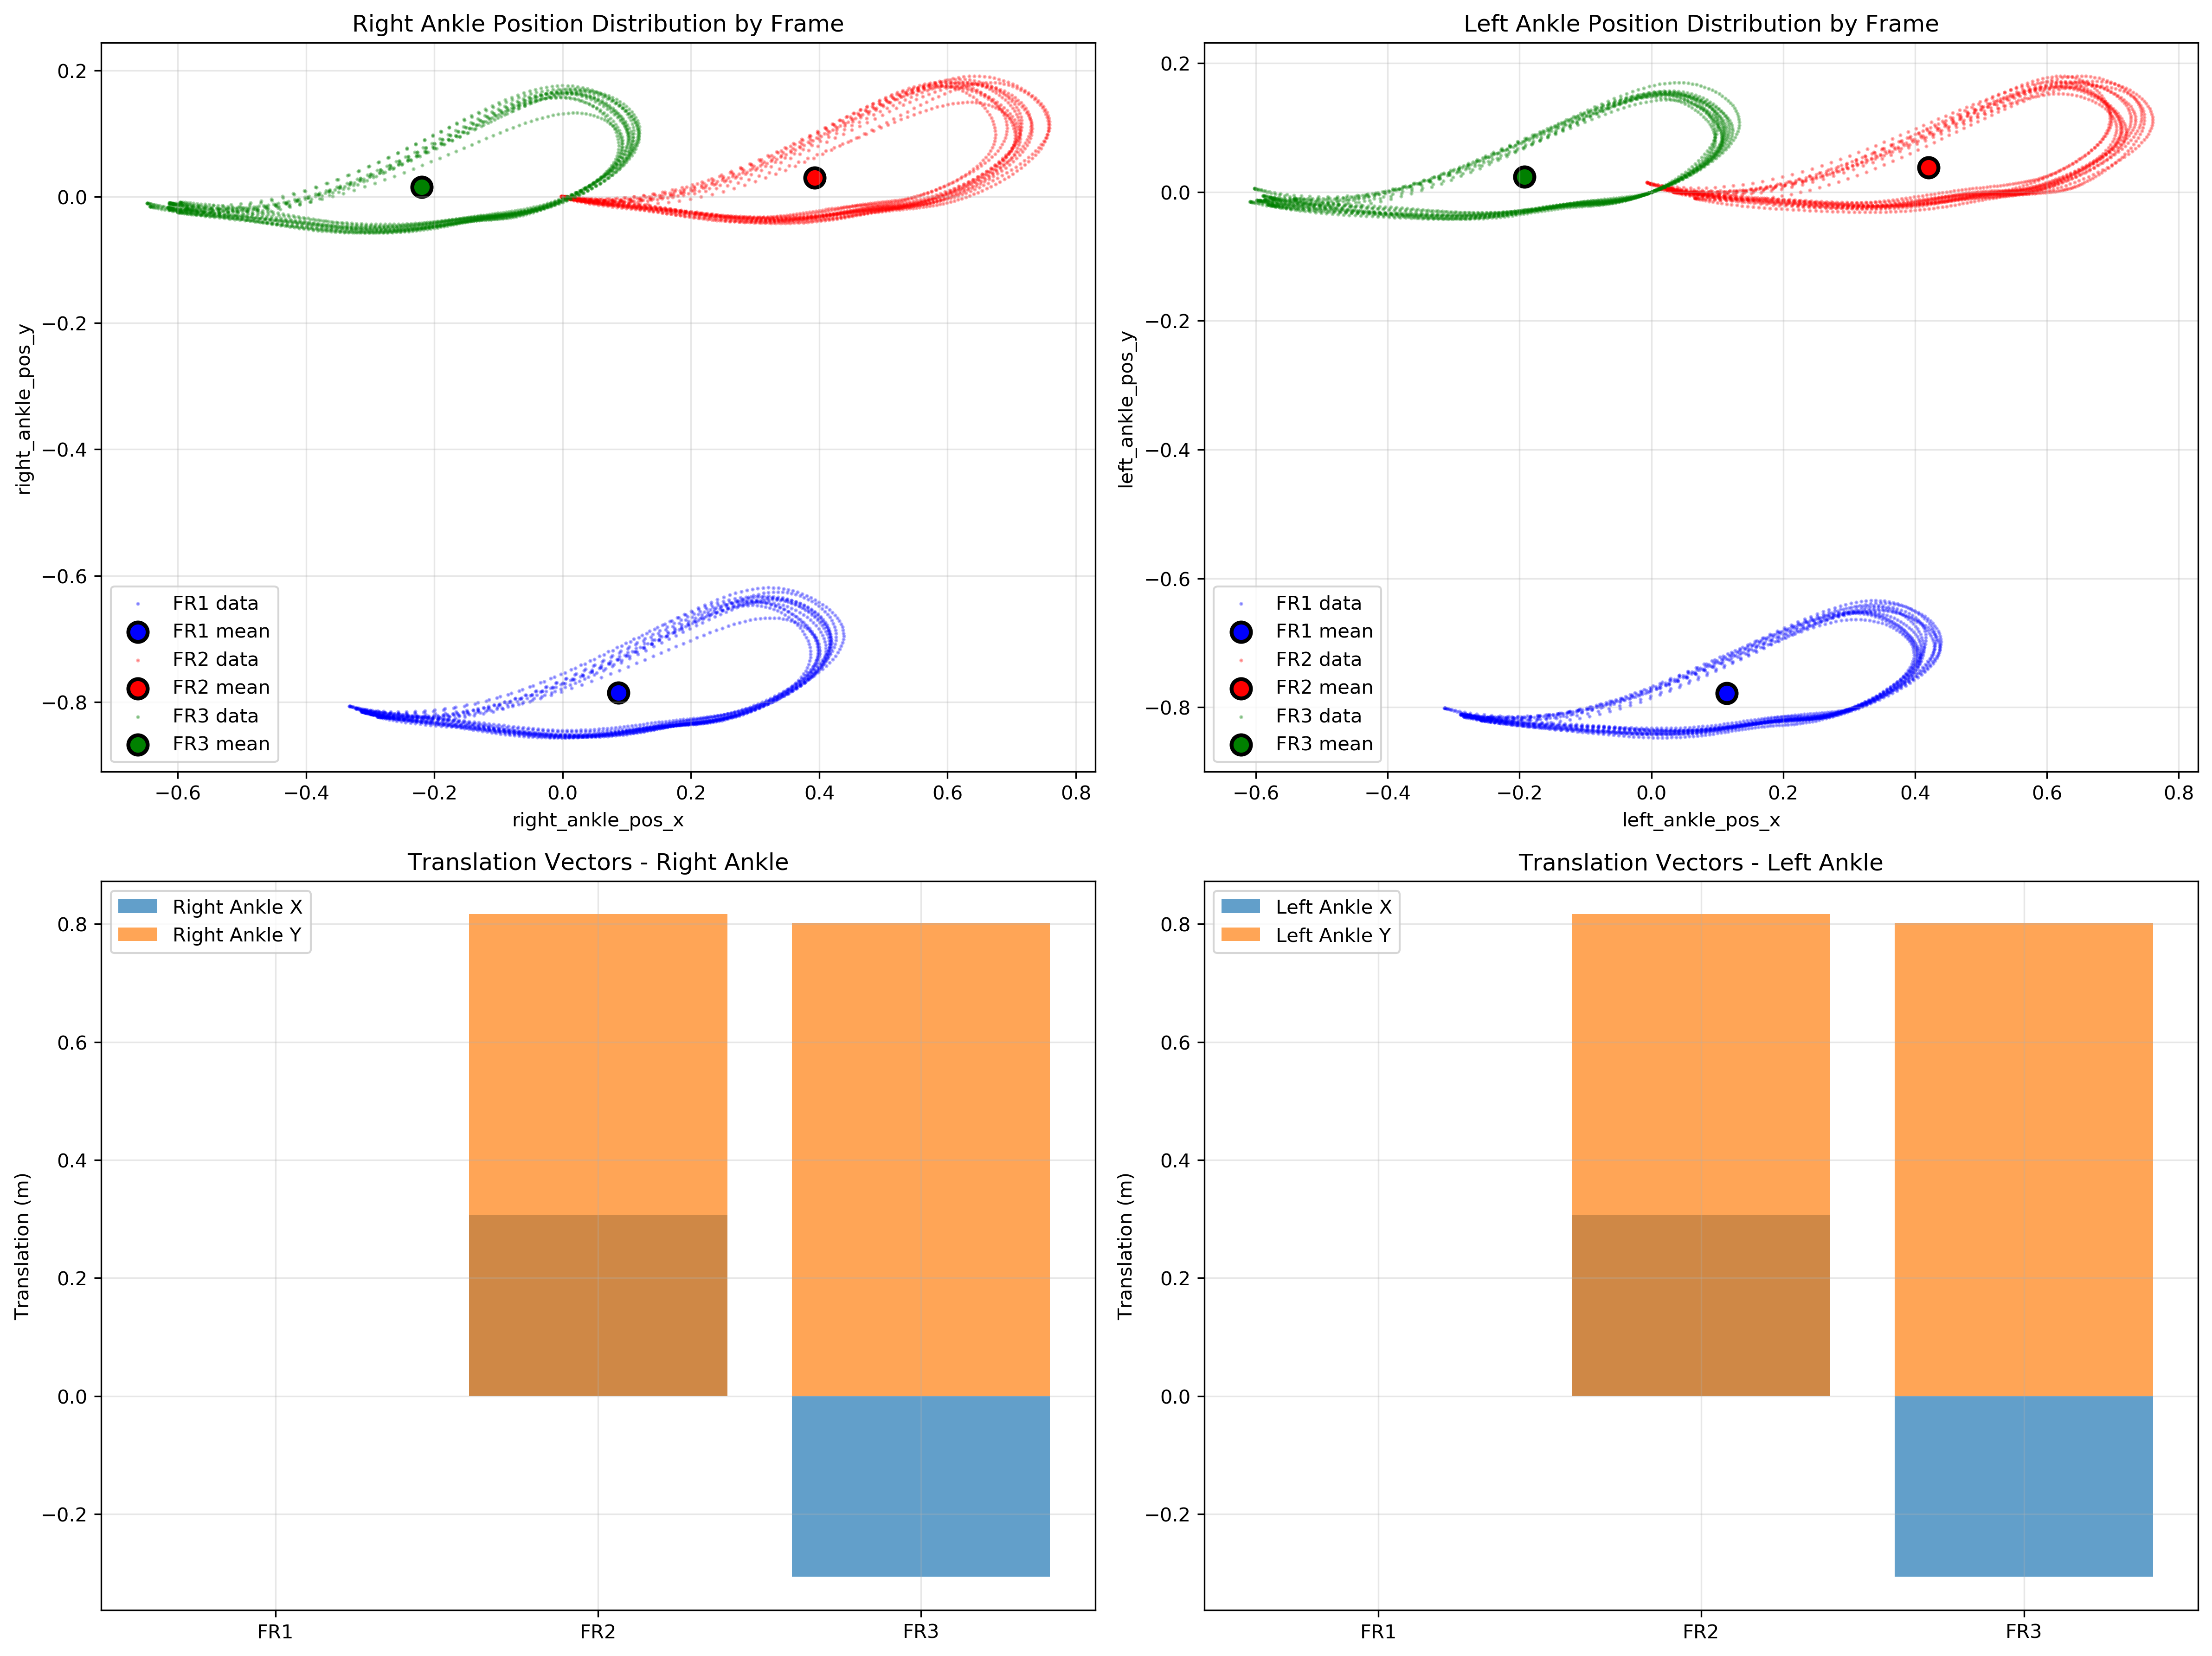 Right Ankle Position Distribution by Frame
0.2
0.0
−0.2
−0.4
−0.6
−0.8
right_ankle_pos_y
FR1 data
FR1 mean
FR2 data
FR2 mean
FR3 data
FR3 mean
−0.6 −0.4 −0.2 0.0 0.2 0.4 0.6 0.8
right_ankle_pos_x
Left Ankle Position Distribution by Frame
0.2
0.0
−0.2
−0.4
−0.6
−0.8
left_ankle_pos_y
FR1 data
FR1 mean
FR2 data
FR2 mean
FR3 data
FR3 mean
−0.6 −0.4 −0.2 0.0 0.2 0.4 0.6 0.8
left_ankle_pos_x
Translation Vectors - Right Ankle
Right Ankle X
Right Ankle Y
0.8
0.6
0.4
0.2
0.0
−0.2
Translation (m)
FR1 FR2 FR3
Translation Vectors - Left Ankle
Left Ankle X
Left Ankle Y
0.8
0.6
0.4
0.2
0.0
−0.2
Translation (m)
FR1 FR2 FR3